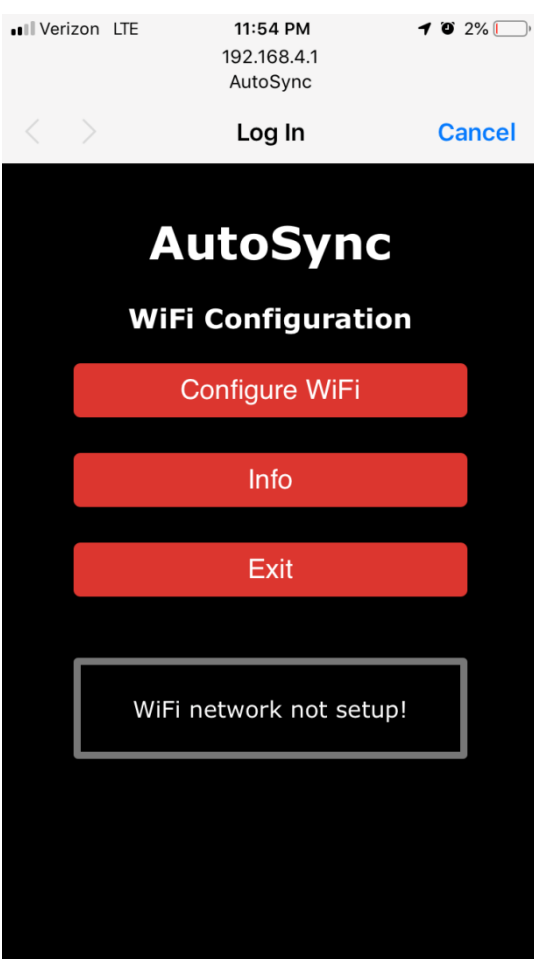 Verizon LTE 11:54 PM 2%
192.168.4.1
AutoSync
Log In Cancel
AutoSync
WiFi Configuration
Configure WiFi
Info
Exit
WiFi network not setup!